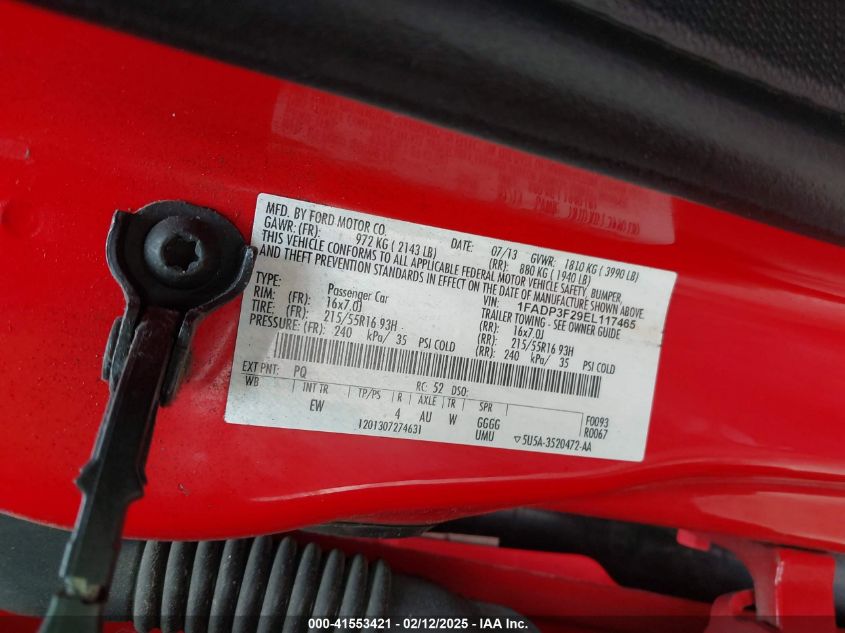 MFD. BY FORD MOTOR CO.
DATE: 07/13 GVWR: 1810 KG ( 3990 LB)
GAWR: (FR): 972 KG ( 2143 LB) (RR): 880 KG ( 1940 LB)
THIS VEHICLE CONFORMS TO ALL APPLICABLE FEDERAL MOTOR VEHICLE SAFETY, BUMPER,
AND THEFT PREVENTION STANDARDS IN EFFECT ON THE DATE OF MANUFACTURE SHOWN ABOVE.
VIN: 1FADP3F29EL117465
TYPE: Passenger Car TRAILER TOWING - SEE OWNER GUIDE
RIM: (FR): 16x7.0J (RR): 16x7.0J
TIRE: (FR): 215/55R16 93H (RR): 215/55R16 93H
PRESSURE: (FR): 240 kPa/ 35 PSI COLD (RR): 240 kPa/ 35 PSI COLD
EXT PNT: PQ RC: 52 DSO:
WB INT TR TP/PS R AXLE TR SPR F0093
EW 4 AU W GGGG R0067
1201307274631 UMU ▽5U5A-3520472-AA
000-41553421 - 02/12/2025 - IAA Inc.